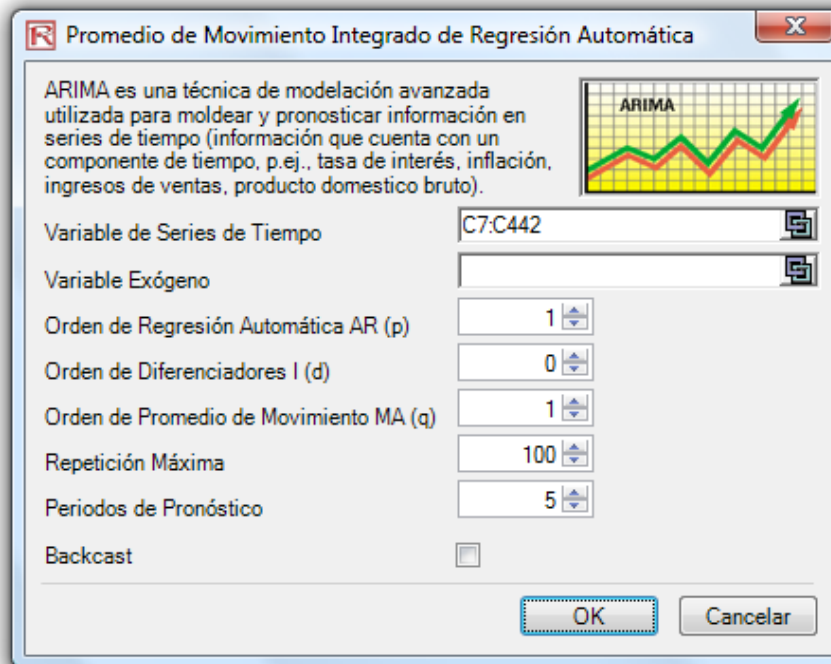 Promedio de Movimiento Integrado de Regresión Automática
ARIMA es una técnica de modelación avanzada
utilizada para moldear y pronosticar información en
series de tiempo (información que cuenta con un
componente de tiempo, p.ej., tasa de interés, inflación,
ingresos de ventas, producto domestico bruto).
ARIMA
Variable de Series de Tiempo C7:C442
Variable Exógeno
Orden de Regresión Automática AR (p) 1
Orden de Diferenciadores I (d) 0
Orden de Promedio de Movimiento MA (q) 1
Repetición Máxima 100
Periodos de Pronóstico 5
Backcast
OK Cancelar